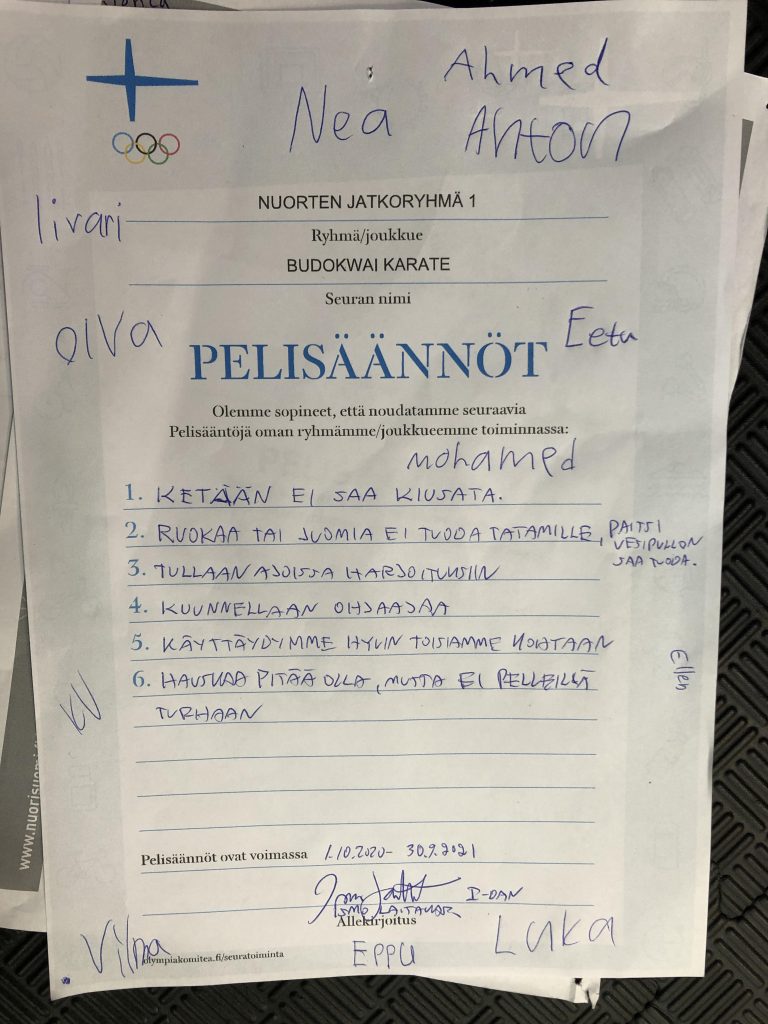 Ahmed
Nea
Anton
NUORTEN JATKORYHMÄ 1
Iivari
Ryhmä/joukkue
BUDOKWAI KARATE
Seuran nimi
OIVA
Eetu
PELISÄÄNNÖT
Olemme sopineet, että noudatamme seuraavia
Pelisääntöjä oman ryhmämme/joukkueemme toiminnassa:
Mohamed
1. KETÄÄN EI SAA KIUSATA.
2. RUOKAA TAI JUOMIA EI TUODA TATAMILLE, PAITSI
VESIPULLON
SAA TUODA.
3. TULLAAN AJOISSA HARJOITUKSIIN
4. KUUNNELLAAN OHJAAJAA
5. KÄYTTÄYDYMME HYVIN TOISIAMME KOHTAAN
Ellen
6. HAUSKAA PITÄÄ OLLA, MUTTA EI PELLEILLÄ
TURHAAN
KV
www.nuorisuomi.fi
Pelisäännöt ovat voimassa 1.10.2020- 30.9.2021
I-DAN
Allekirjoitus
Vilma
Luka
olympiakomitea.fi/seuratoiminta
EPPU